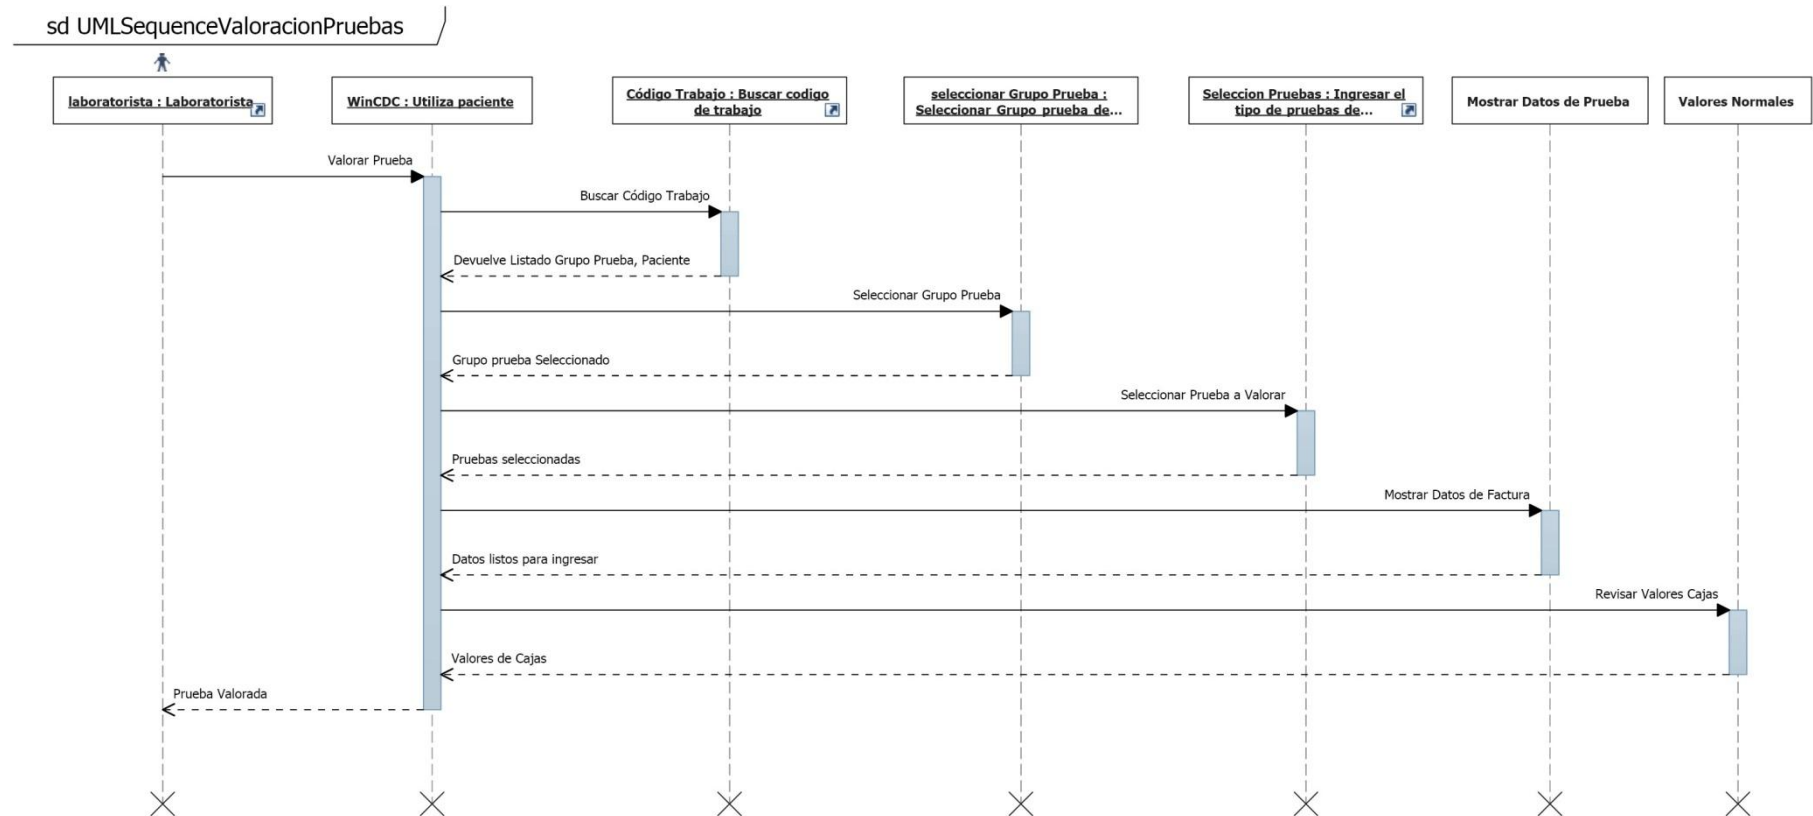 sd UMLSequenceValoracionPruebas
laboratorista : Laboratorista
WinCDC : Utiliza paciente
Código Trabajo : Buscar codigo
de trabajo
seleccionar Grupo Prueba :
Seleccionar Grupo prueba de...
Seleccion Pruebas : Ingresar el
tipo de pruebas de...
Mostrar Datos de Prueba
Valores Normales
Valorar Prueba
Buscar Código Trabajo
Devuelve Listado Grupo Prueba, Paciente
Seleccionar Grupo Prueba
Grupo prueba Seleccionado
Seleccionar Prueba a Valorar
Pruebas seleccionadas
Mostrar Datos de Factura
Datos listos para ingresar
Revisar Valores Cajas
Valores de Cajas
Prueba Valorada